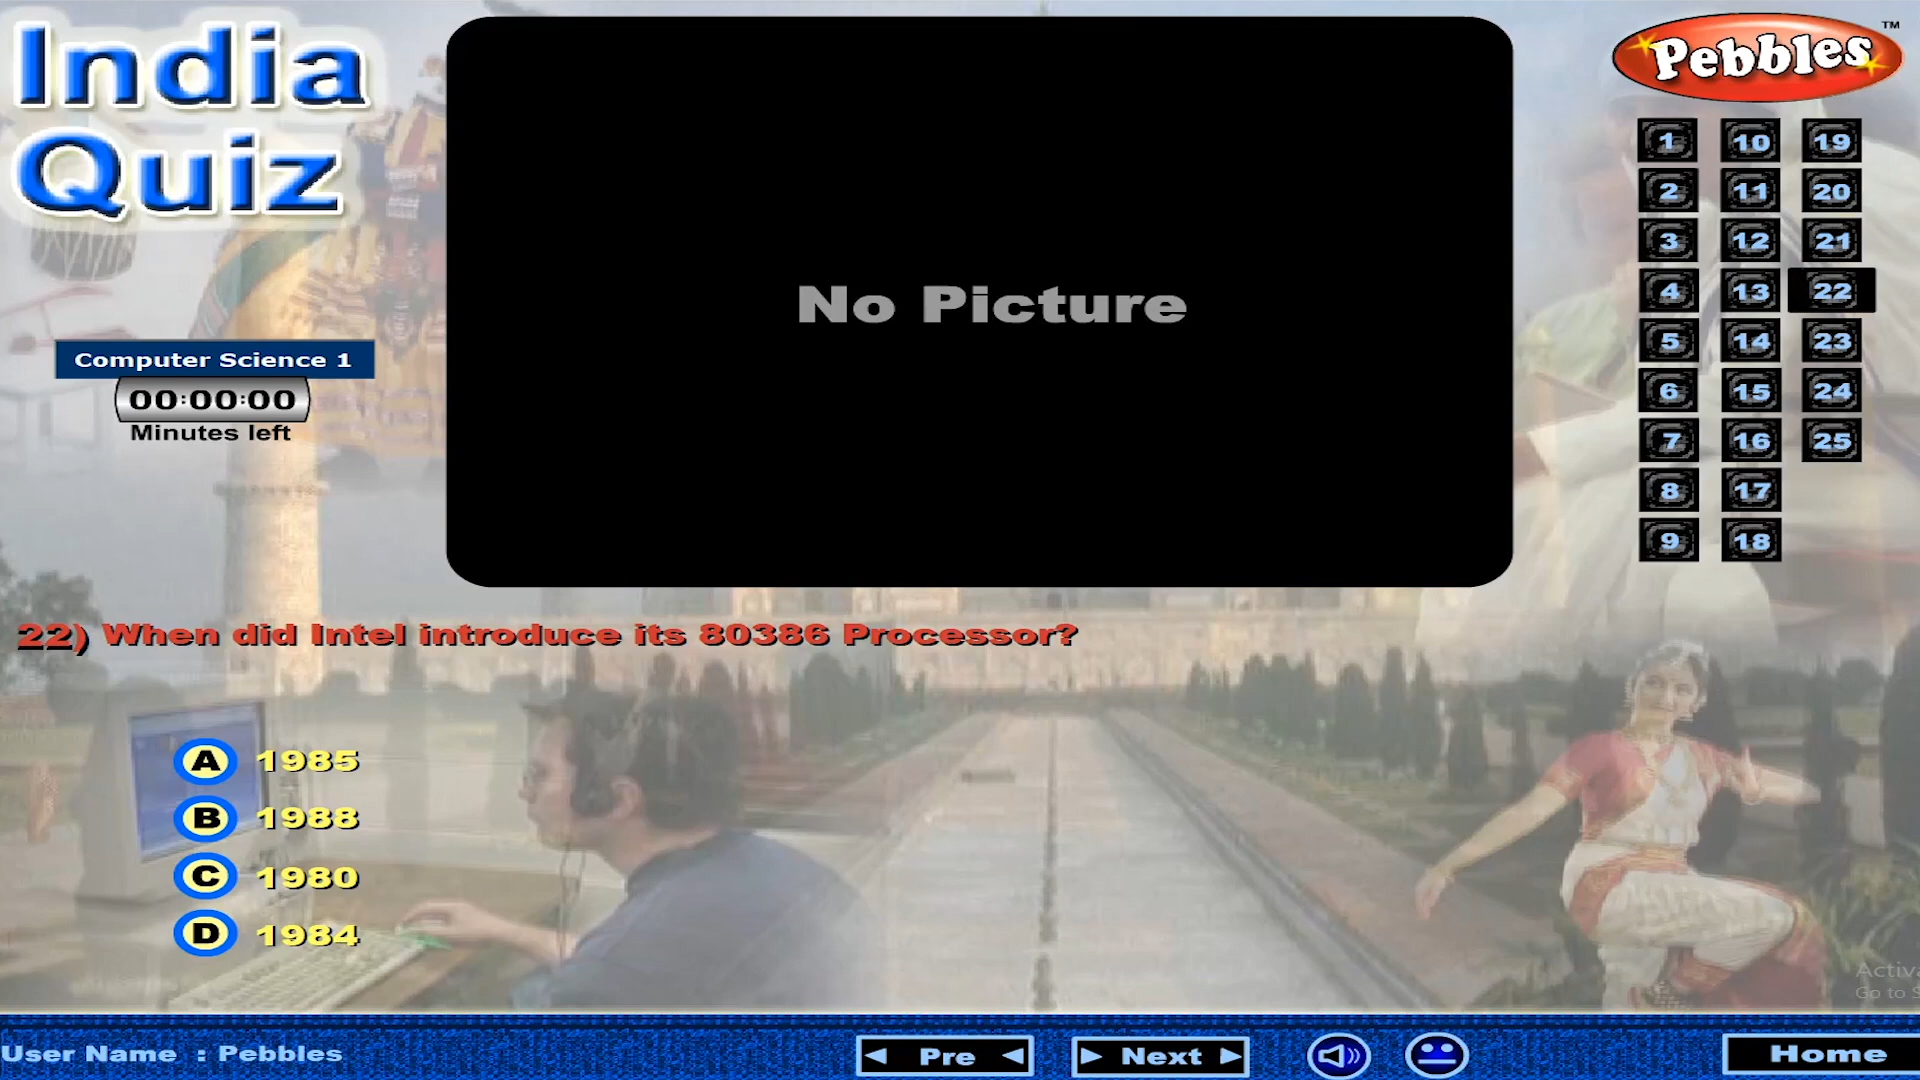 India
Quiz
Computer Science 1
00:00:00
Minutes left
No Picture
Pebbles™
1 10 19
2 11 20
3 12 21
4 13 22
5 14 23
6 15 24
7 16 25
8 17
9 18
22) When did Intel introduce its 80386 Processor?
A 1985
B 1988
C 1980
D 1984
User Name : Pebbles
Pre
Next
Home